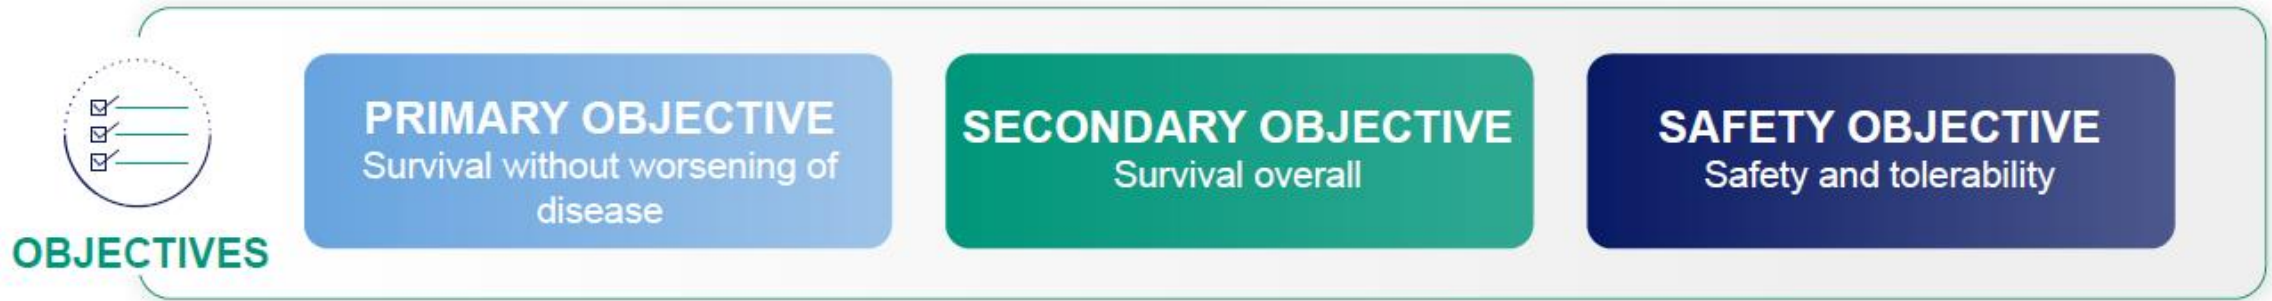 OBJECTIVES
PRIMARY OBJECTIVE
Survival without worsening of
disease
SECONDARY OBJECTIVE
Survival overall
SAFETY OBJECTIVE
Safety and tolerability